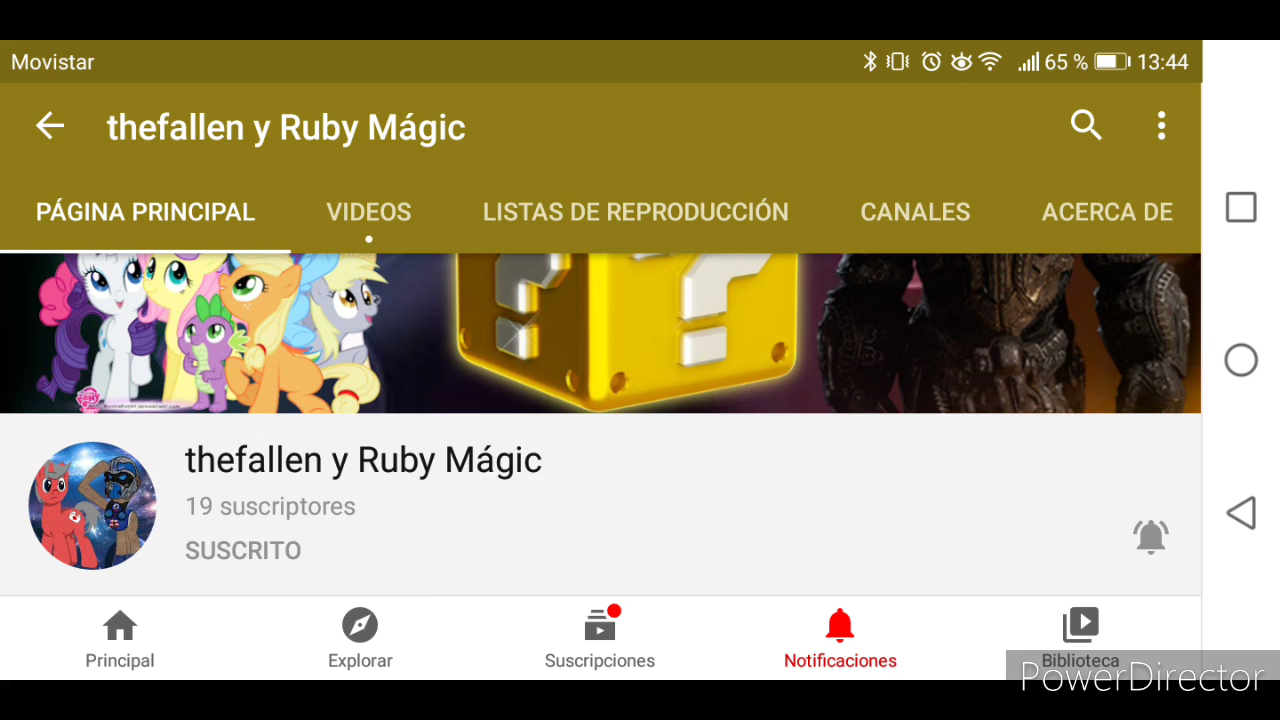 Movistar
65 %
13:44
thefallen y Ruby Mágic
PÁGINA PRINCIPAL
VIDEOS
LISTAS DE REPRODUCCIÓN
CANALES
ACERCA DE
thefallen y Ruby Mágic
19 suscriptores
SUSCRITO
Principal
Explorar
Suscripciones
Notificaciones
Biblioteca
PowerDirector